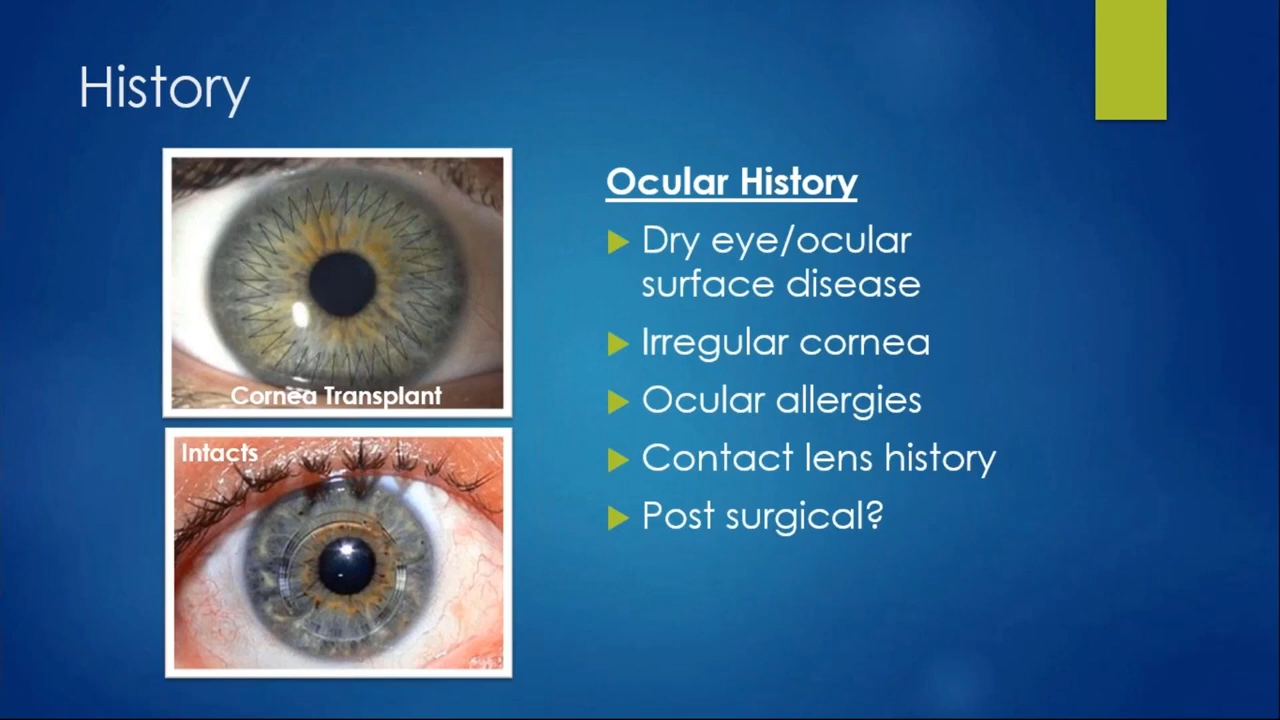 History
Cornea Transplant
Intacts
Ocular History
Dry eye/ocular
surface disease
Irregular cornea
Ocular allergies
Contact lens history
Post surgical?